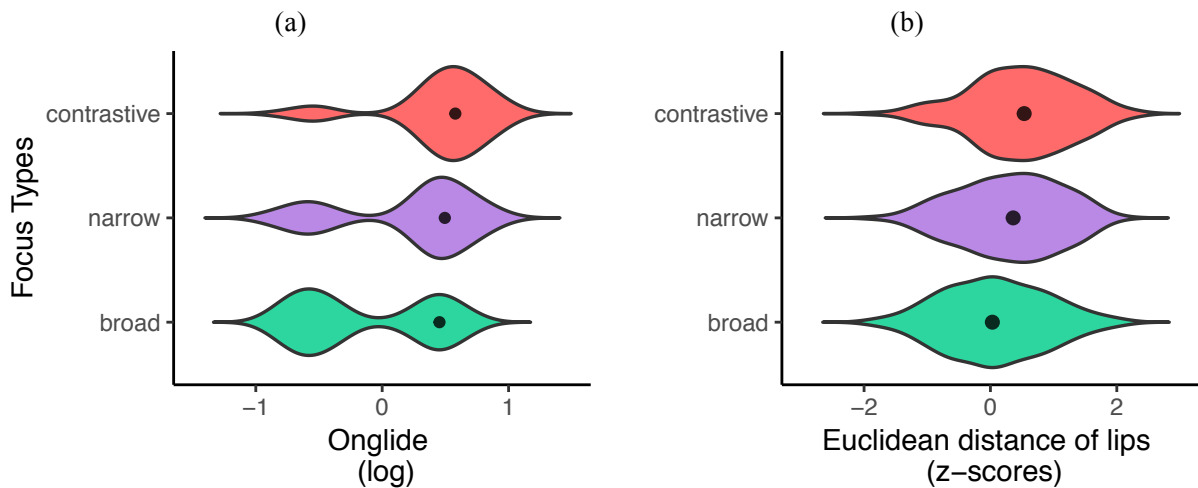 (a)
Focus Types
contrastive
narrow
broad
−1 0 1
Onglide
(log)
(b)
contrastive
narrow
broad
−2 0 2
Euclidean distance of lips
(z−scores)